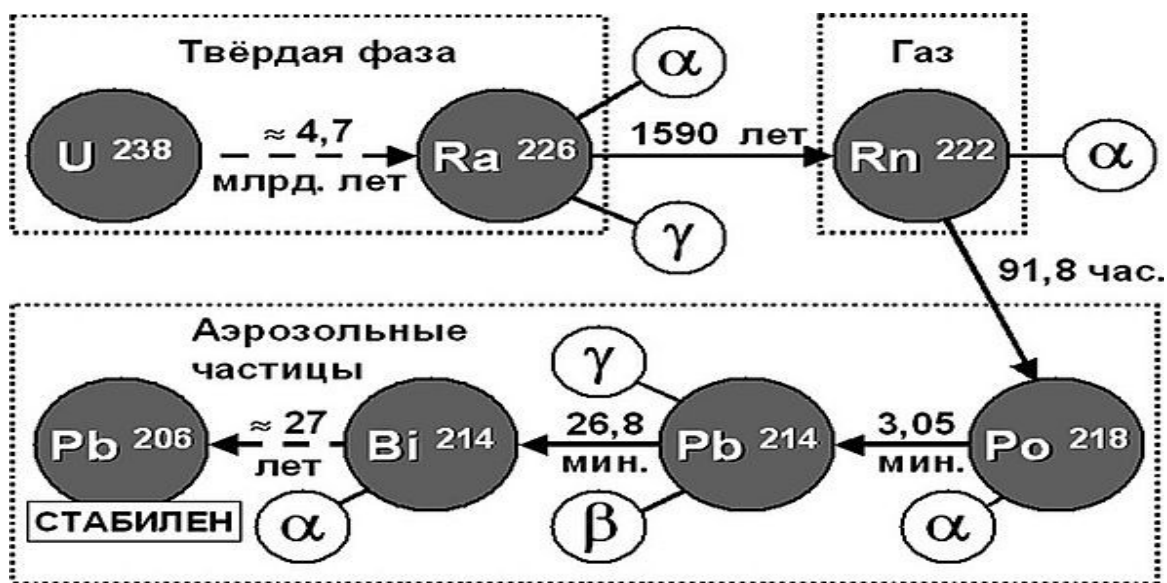 Твёрдая фаза
Газ
α
U 238
≈ 4,7
млрд. лет
Ra 226
1590 лет
Rn 222
α
γ
91,8 час.
Аэрозольные
частицы
γ
Pb 206
≈ 27
лет
Bi 214
26,8
мин.
Pb 214
3,05
мин.
Po 218
СТАБИЛЕН
α
β
α